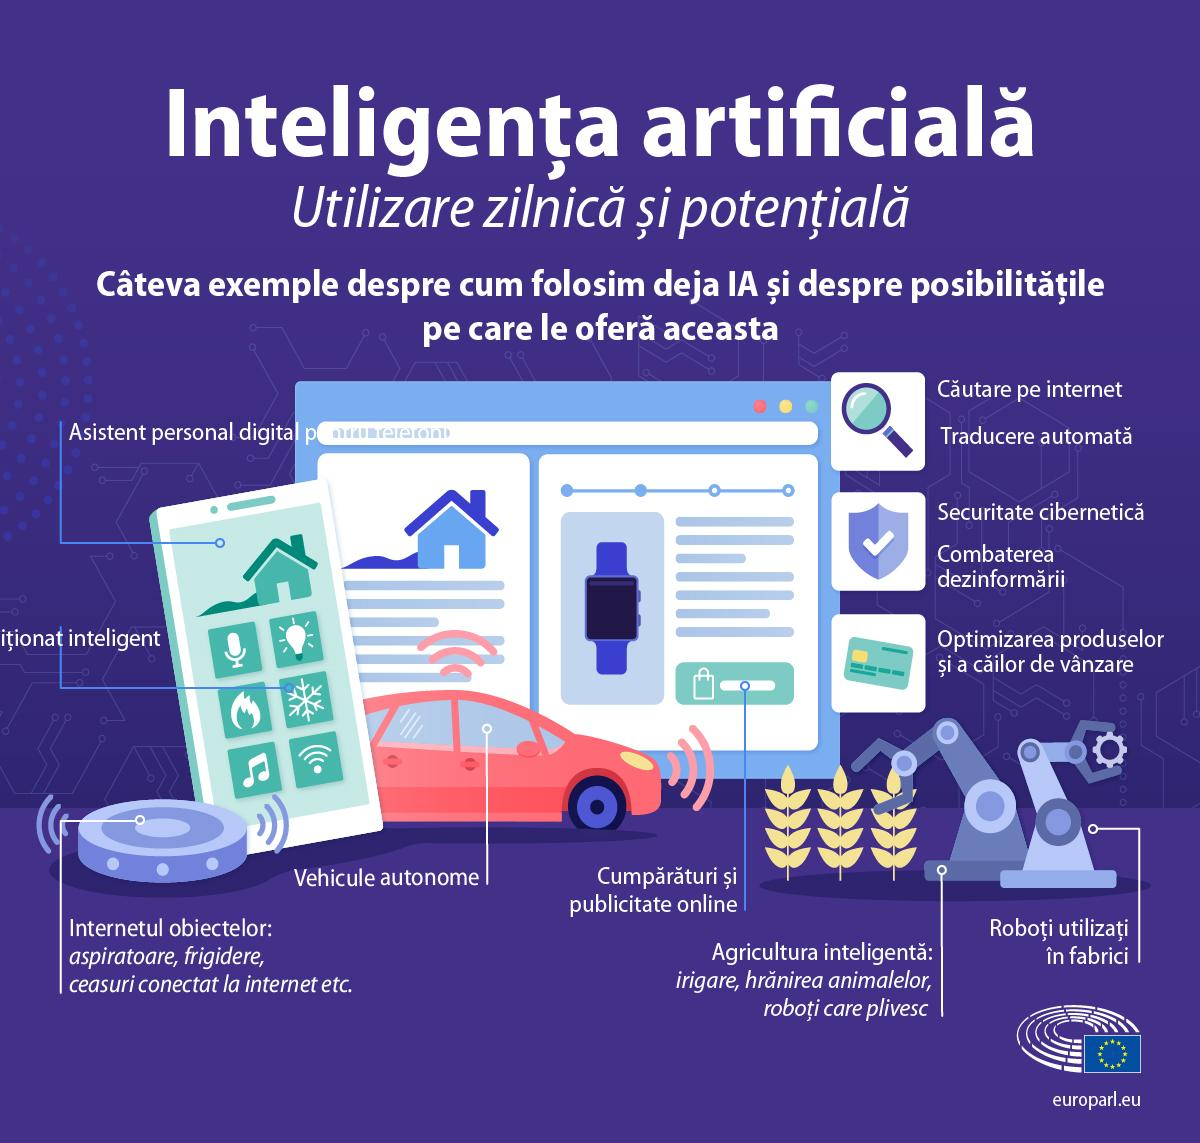 Inteligența artificială
Utilizare zilnică și potențială
Câteva exemple despre cum folosim deja IA și despre posibilitățile
pe care le oferă aceasta
Asistent personal digital pentru telefoni
iționat inteligent
Căutare pe internet
Traducere automată
Securitate cibernetică
Combaterea
dezinformării
Optimizarea produselor
și a căilor de vânzare
Vehicule autonome
Cumpărături și
publicitate online
Internetul obiectelor:
aspiratoare, frigidere,
ceasuri conectat la internet etc.
Agricultura inteligentă:
irigare, hrănirea animalelor,
roboți care plivesc
Roboți utilizați
în fabrici
europarl.eu